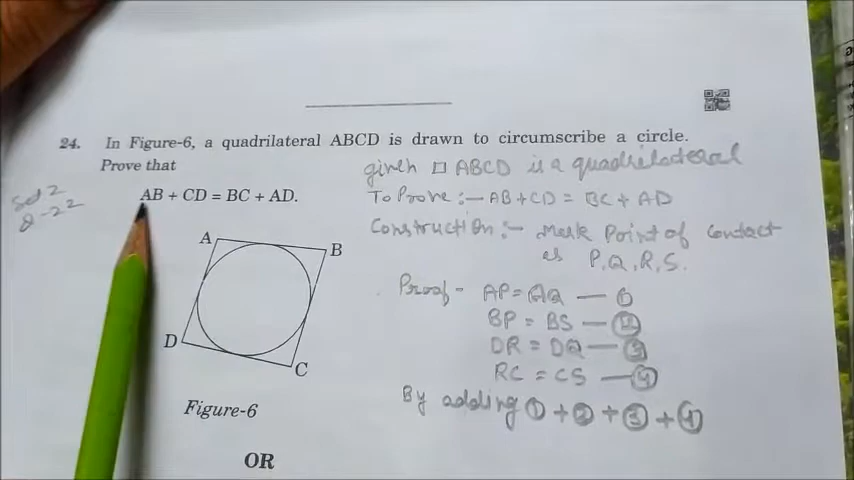 24. In Figure-6, a quadrilateral ABCD is drawn to circumscribe a circle.
Prove that
AB + CD = BC + AD.
Set 2
Q-22
given □ ABCD is a quadrilateral
To Prove :- AB + CD = BC + AD
Construction :- Mark Point of Contact
as P, Q, R, S.
Proof - AP = AQ — ①
BP = BS — ②
DR = DQ — ③
RC = CS — ④
By adding ① + ② + ③ + ④
A
B
D
C
Figure-6
OR